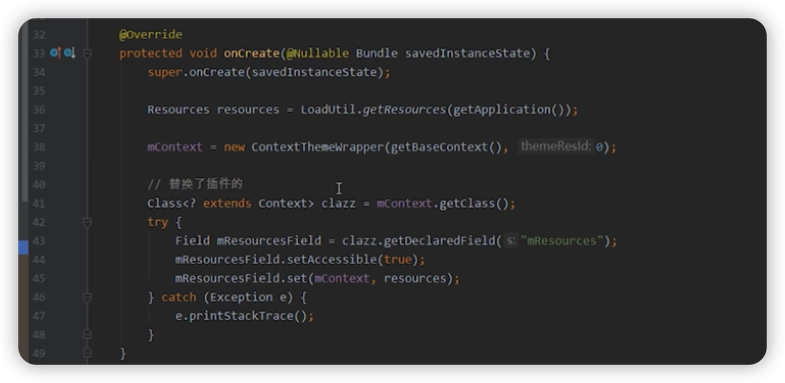 32 @Override
33 protected void onCreate(@Nullable Bundle savedInstanceState) {
34 super.onCreate(savedInstanceState);
35
36 Resources resources = LoadUtil.getResources(getApplication());
37
38 mContext = new ContextThemeWrapper(getBaseContext(), themeResId: 0);
39
40 // 替换了插件的
41 Class<? extends Context> clazz = mContext.getClass();
42 try {
43 Field mResourcesField = clazz.getDeclaredField( s: "mResources");
44 mResourcesField.setAccessible(true);
45 mResourcesField.set(mContext, resources);
46 } catch (Exception e) {
47 e.printStackTrace();
48 }
49 }